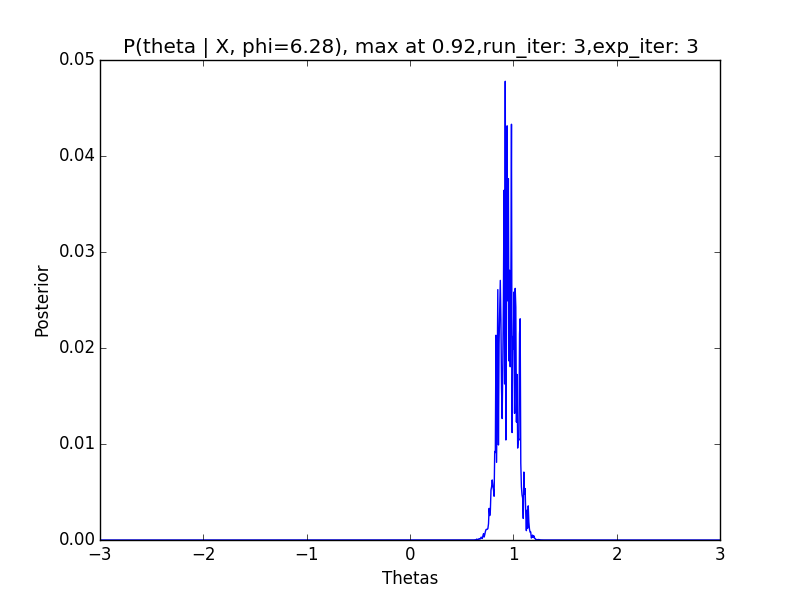 P(theta | X, phi=6.28), max at 0.92,run_iter: 3,exp_iter: 3
0.05
0.04
0.03
0.02
0.01
0.00
Posterior
−3 −2 −1 0 1 2 3
Thetas